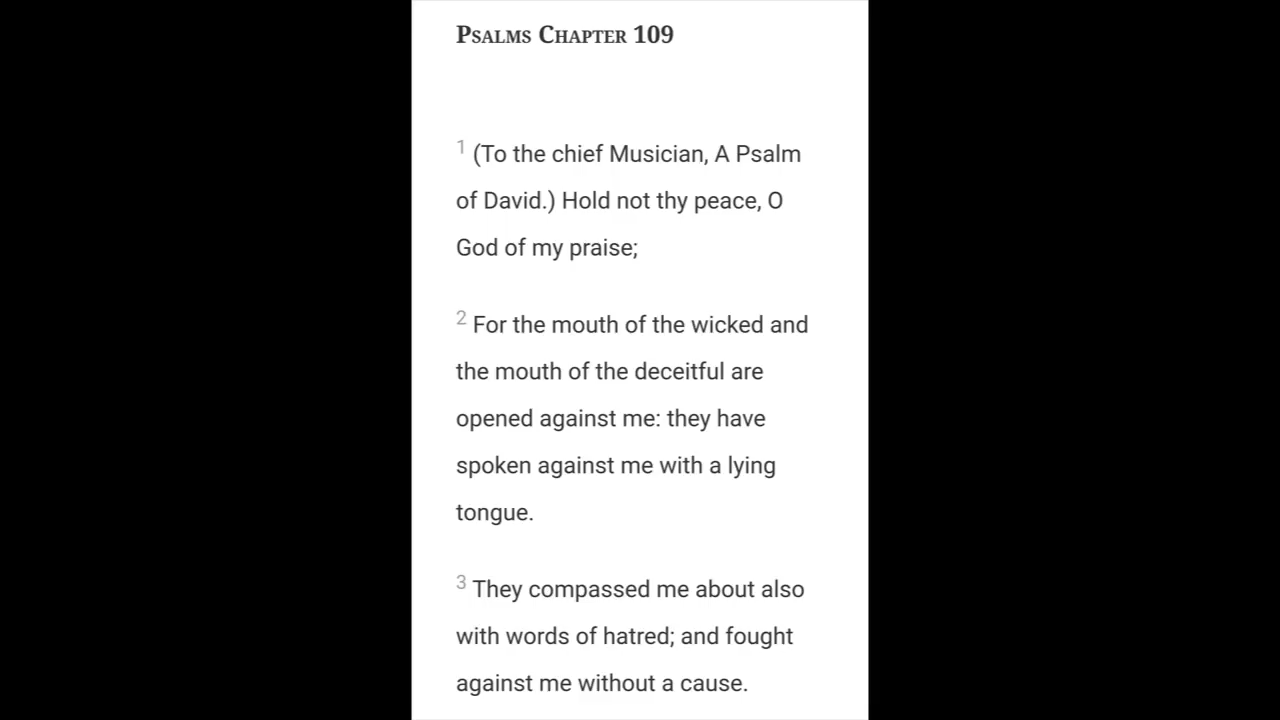 Psalms Chapter 109
1 (To the chief Musician, A Psalm
of David.) Hold not thy peace, O
God of my praise;
2 For the mouth of the wicked and
the mouth of the deceitful are
opened against me: they have
spoken against me with a lying
tongue.
3 They compassed me about also
with words of hatred; and fought
against me without a cause.